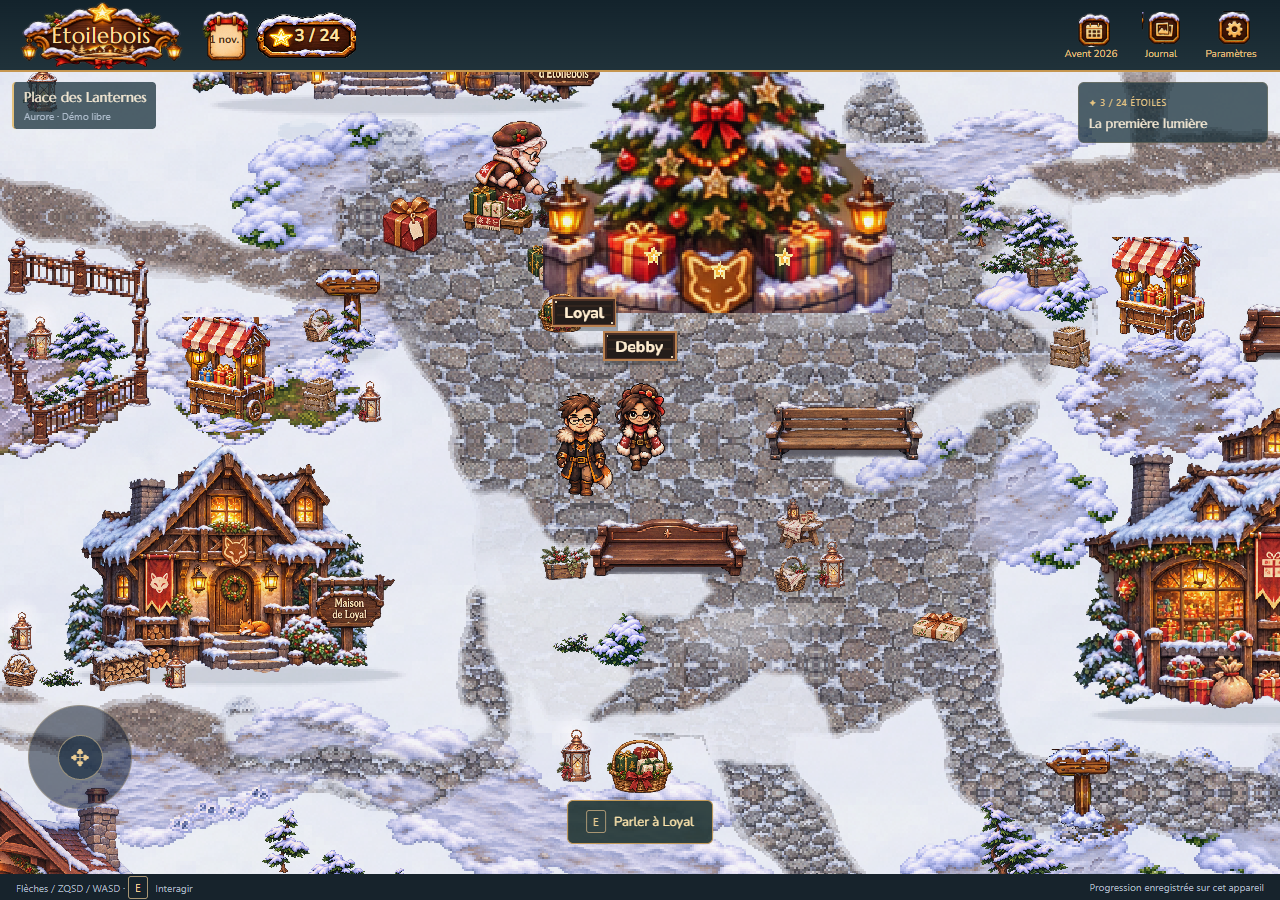 Etoilebois
1 nov.
3 / 24
Avent 2026
Journal
Paramètres
d'Etoilebois
Place des Lanternes
Aurore · Démo libre
✦ 3 / 24 ÉTOILES
La première lumière
Loyal
Debby
Maison
de Loyal
E Parler à Loyal
Flèches / ZQSD / WASD · E Interagir
Progression enregistrée sur cet appareil